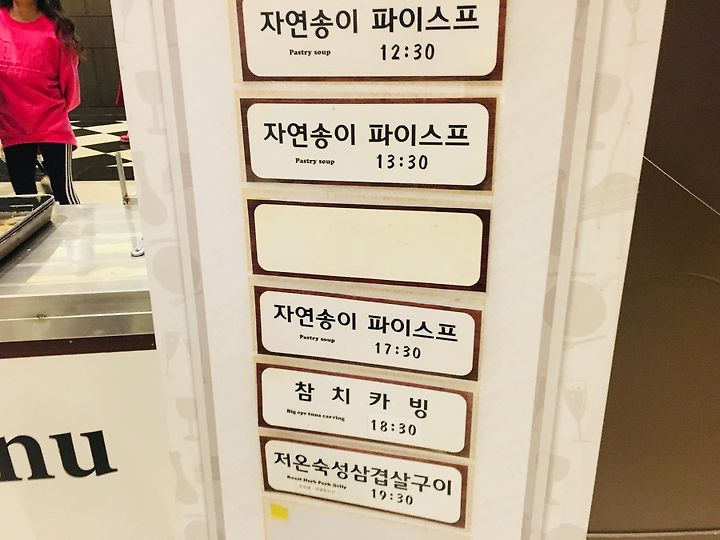 자연송이 파이스프
Pastry soup 12:30
자연송이 파이스프
Pastry soup 13:30
자연송이 파이스프
Pastry soup 17:30
참 치 카 빙
Big eye tuna carving 18:30
저온숙성삼겹살구이
Roast Herb Pork Belly 19:30
nu